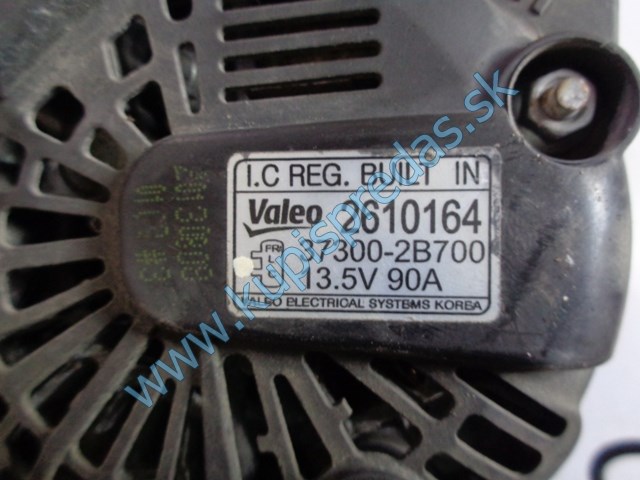 I.C REG. BUILT IN
Valeo 2610164
37300-2B700
13.5V 90A
VALEO ELECTRICAL SYSTEMS KOREA
www.kupispredas.sk